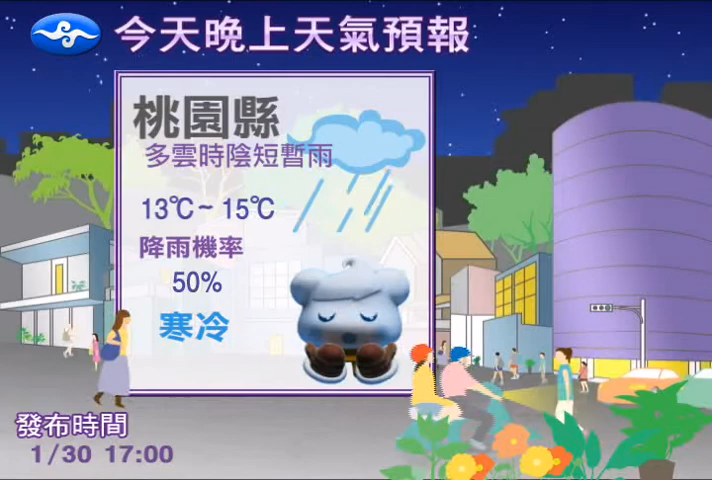 今天晚上天氣預報
桃園縣
多雲時陰短暫雨
13℃~15℃
降雨機率
50%
寒冷
發布時間
1/30 17:00